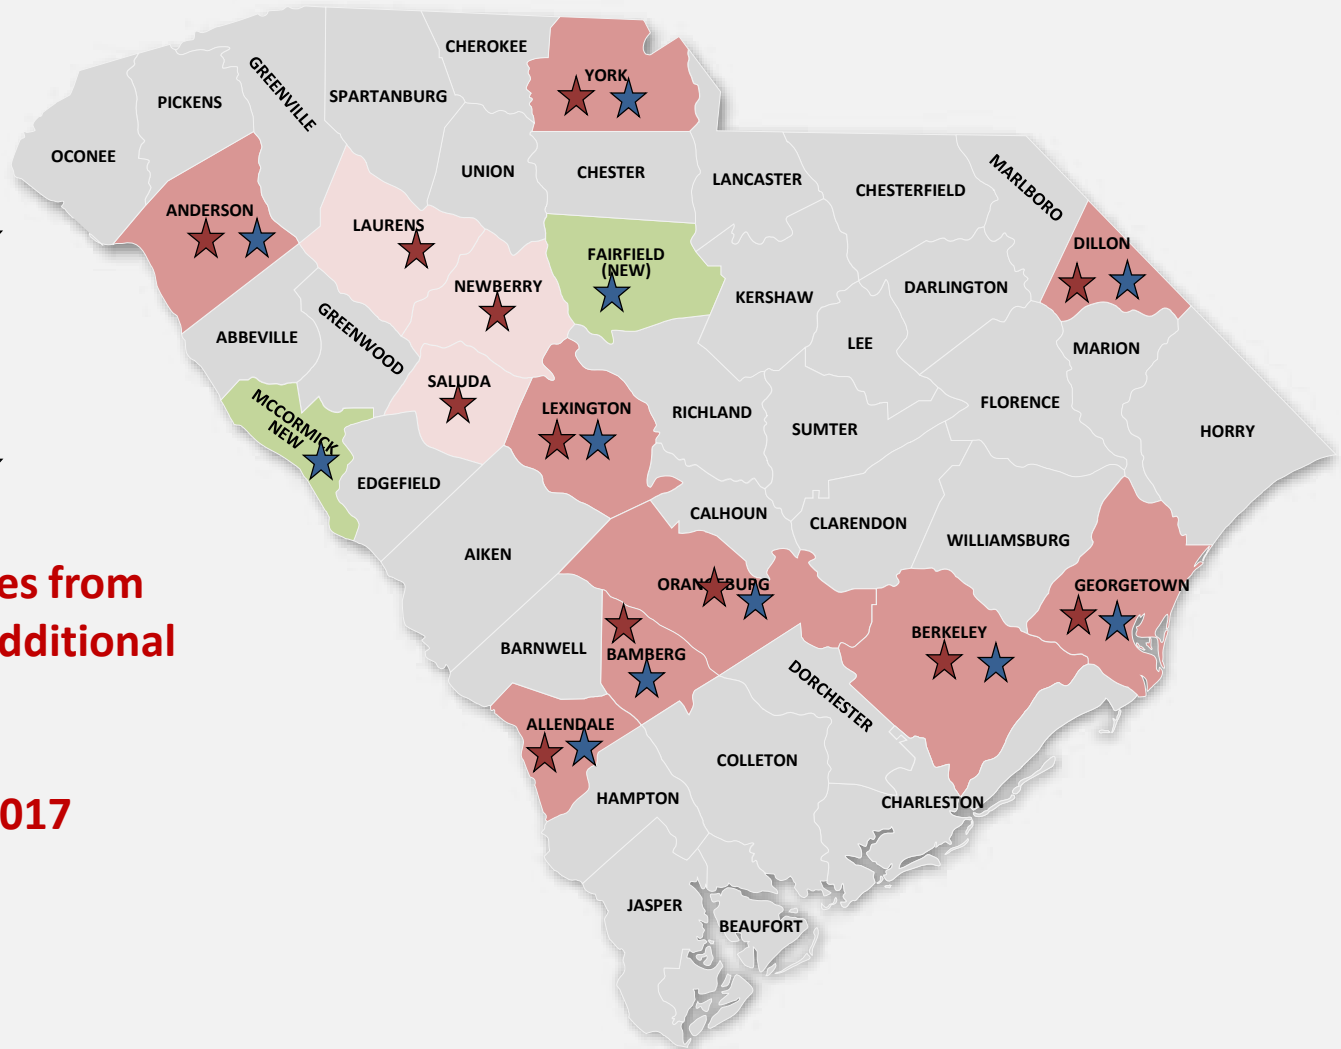 CHEROKEE
YORK
GREENVILLE
SPARTANBURG
PICKENS
OCONEE
UNION
CHESTER
LANCASTER
CHESTERFIELD
MARLBORO
ANDERSON
LAURENS
DILLON
FAIRFIELD
(NEW)
NEWBERRY
KERSHAW
DARLINGTON
ABBEVILLE
GREENWOOD
LEE
MARION
SALUDA
MCCORMICK
NEW
LEXINGTON
RICHLAND
SUMTER
FLORENCE
HORRY
EDGEFIELD
CALHOUN
CLARENDON
WILLIAMSBURG
AIKEN
es from
ORANGEBURG
GEORGETOWN
dditional
BARNWELL
BAMBERG
BERKELEY
DORCHESTER
ALLENDALE
COLLETON
HAMPTON
CHARLESTON
017
JASPER
BEAUFORT